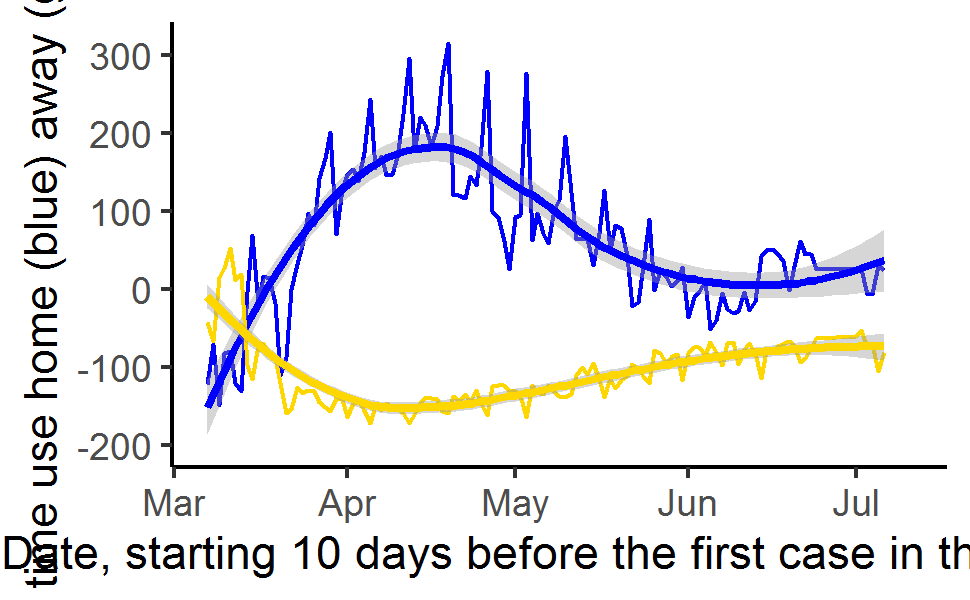 time use home (blue) away (
300
200
100
0
-100
-200
Mar Apr May Jun Jul
Date, starting 10 days before the first case in th